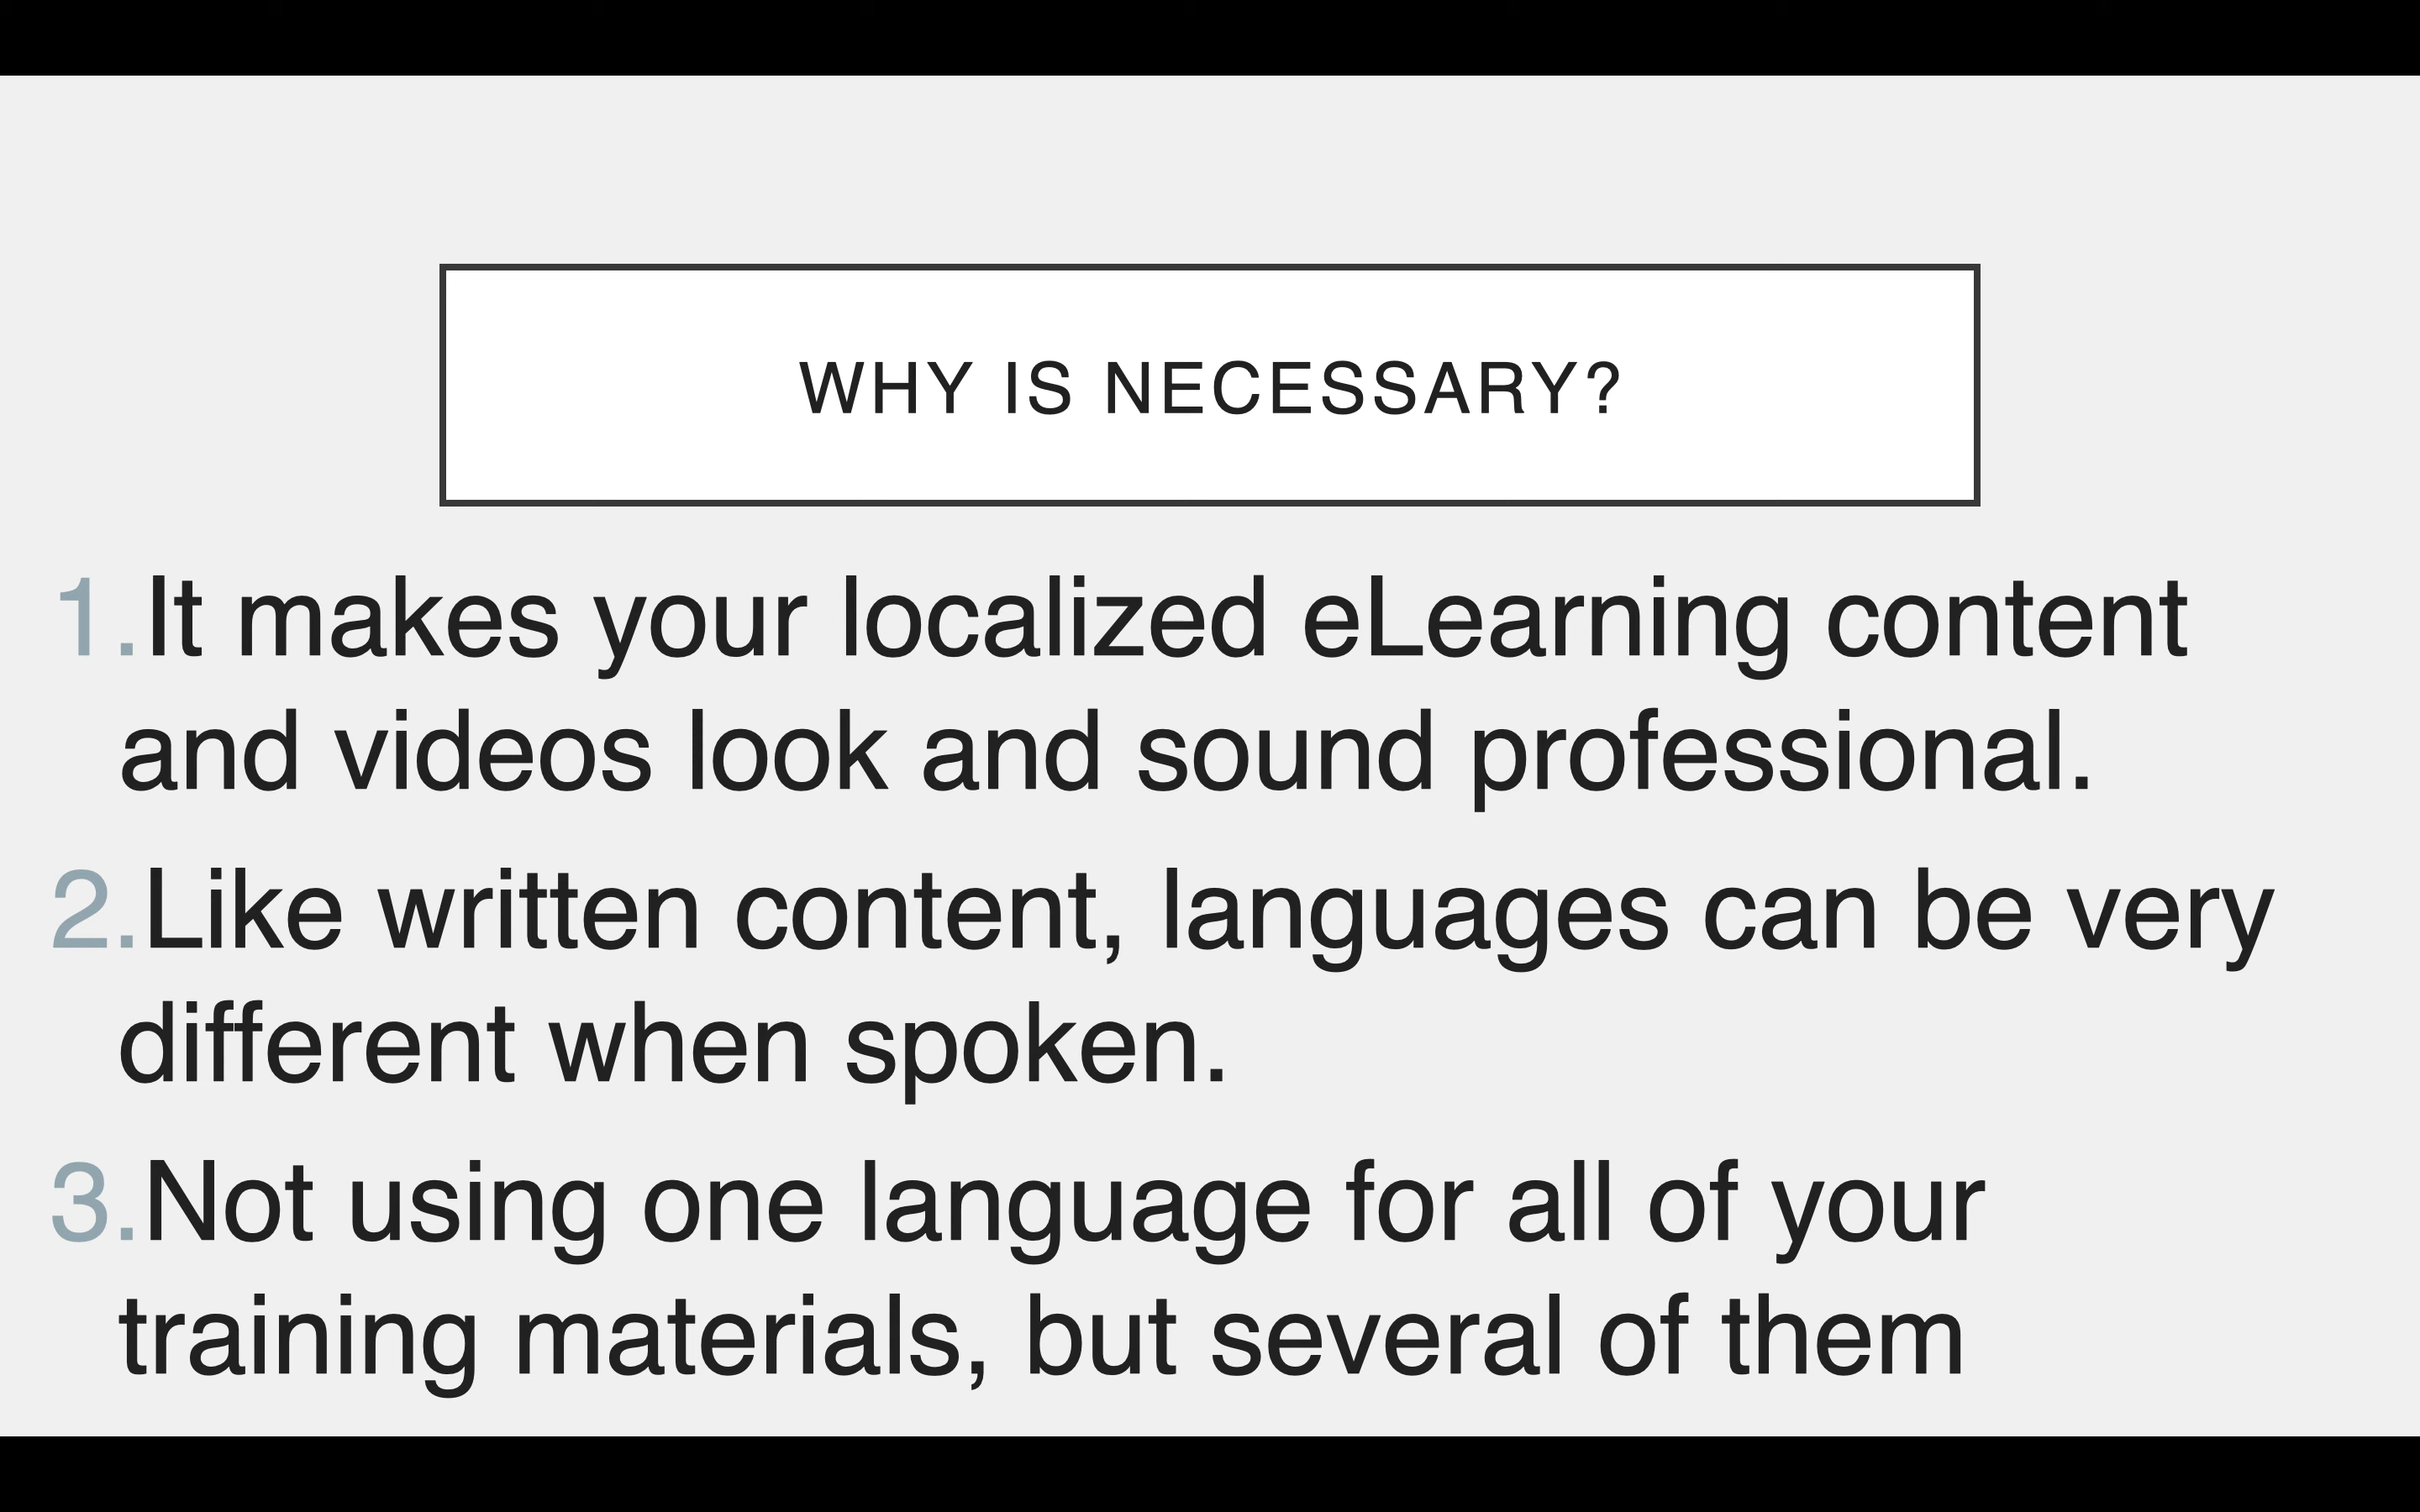 WHY IS NECESSARY?
1.It makes your localized eLearning content
and videos look and sound professional.
2.Like written content, languages can be very
different when spoken.
3.Not using one language for all of your
training materials, but several of them